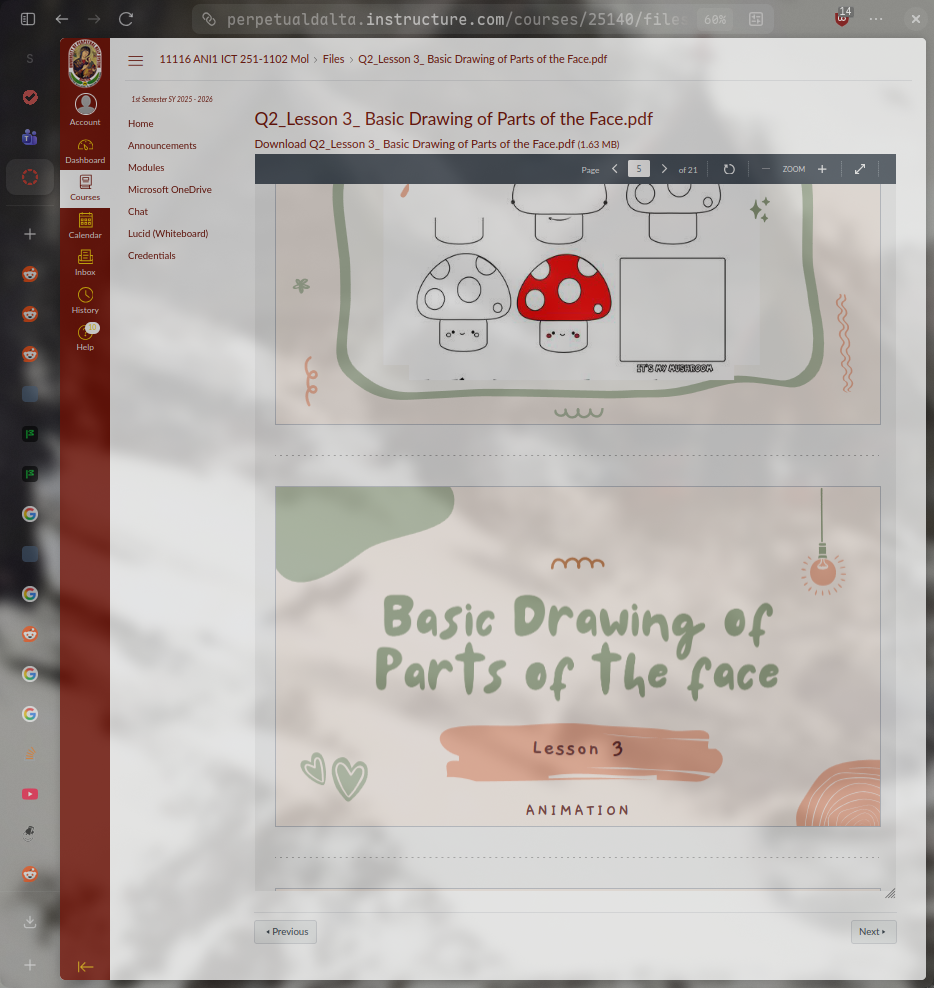 14
perpetualdalta.instructure.com/courses/25140/files
60%
S
11116 ANI1 ICT 251-1102 Mol › Files › Q2_Lesson 3_ Basic Drawing of Parts of the Face.pdf
Account
Dashboard
Courses
Calendar
Inbox
History
10
Help
1st Semester SY 2025 - 2026
Home
Announcements
Modules
Microsoft OneDrive
Chat
Lucid (Whiteboard)
Credentials
Q2_Lesson 3_ Basic Drawing of Parts of the Face.pdf
Download Q2_Lesson 3_ Basic Drawing of Parts of the Face.pdf (1.63 MB)
Page 5 of 21 ZOOM
IT'S MY MUSHROOM
Basic Drawing of
Parts of the face
Lesson 3
ANIMATION
Previous
Next